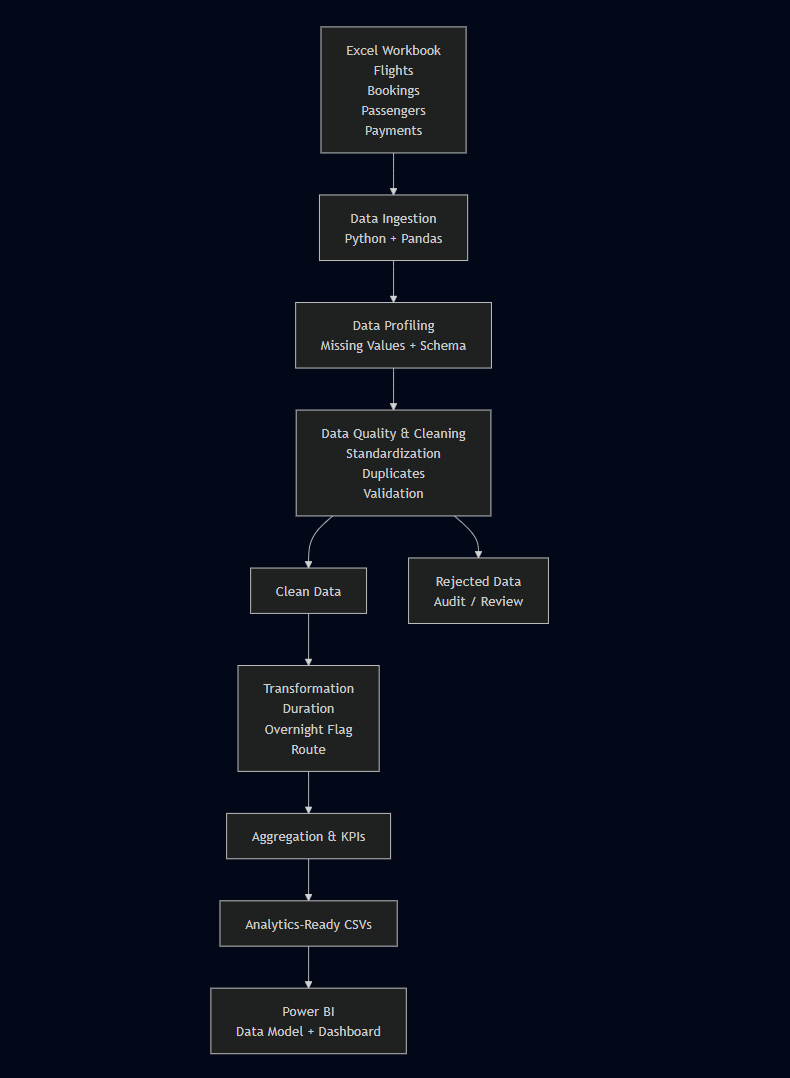 Excel Workbook
Flights
Bookings
Passengers
Payments
Data Ingestion
Python + Pandas
Data Profiling
Missing Values + Schema
Data Quality & Cleaning
Standardization
Duplicates
Validation
Clean Data
Rejected Data
Audit / Review
Transformation
Duration
Overnight Flag
Route
Aggregation & KPIs
Analytics-Ready CSVs
Power BI
Data Model + Dashboard